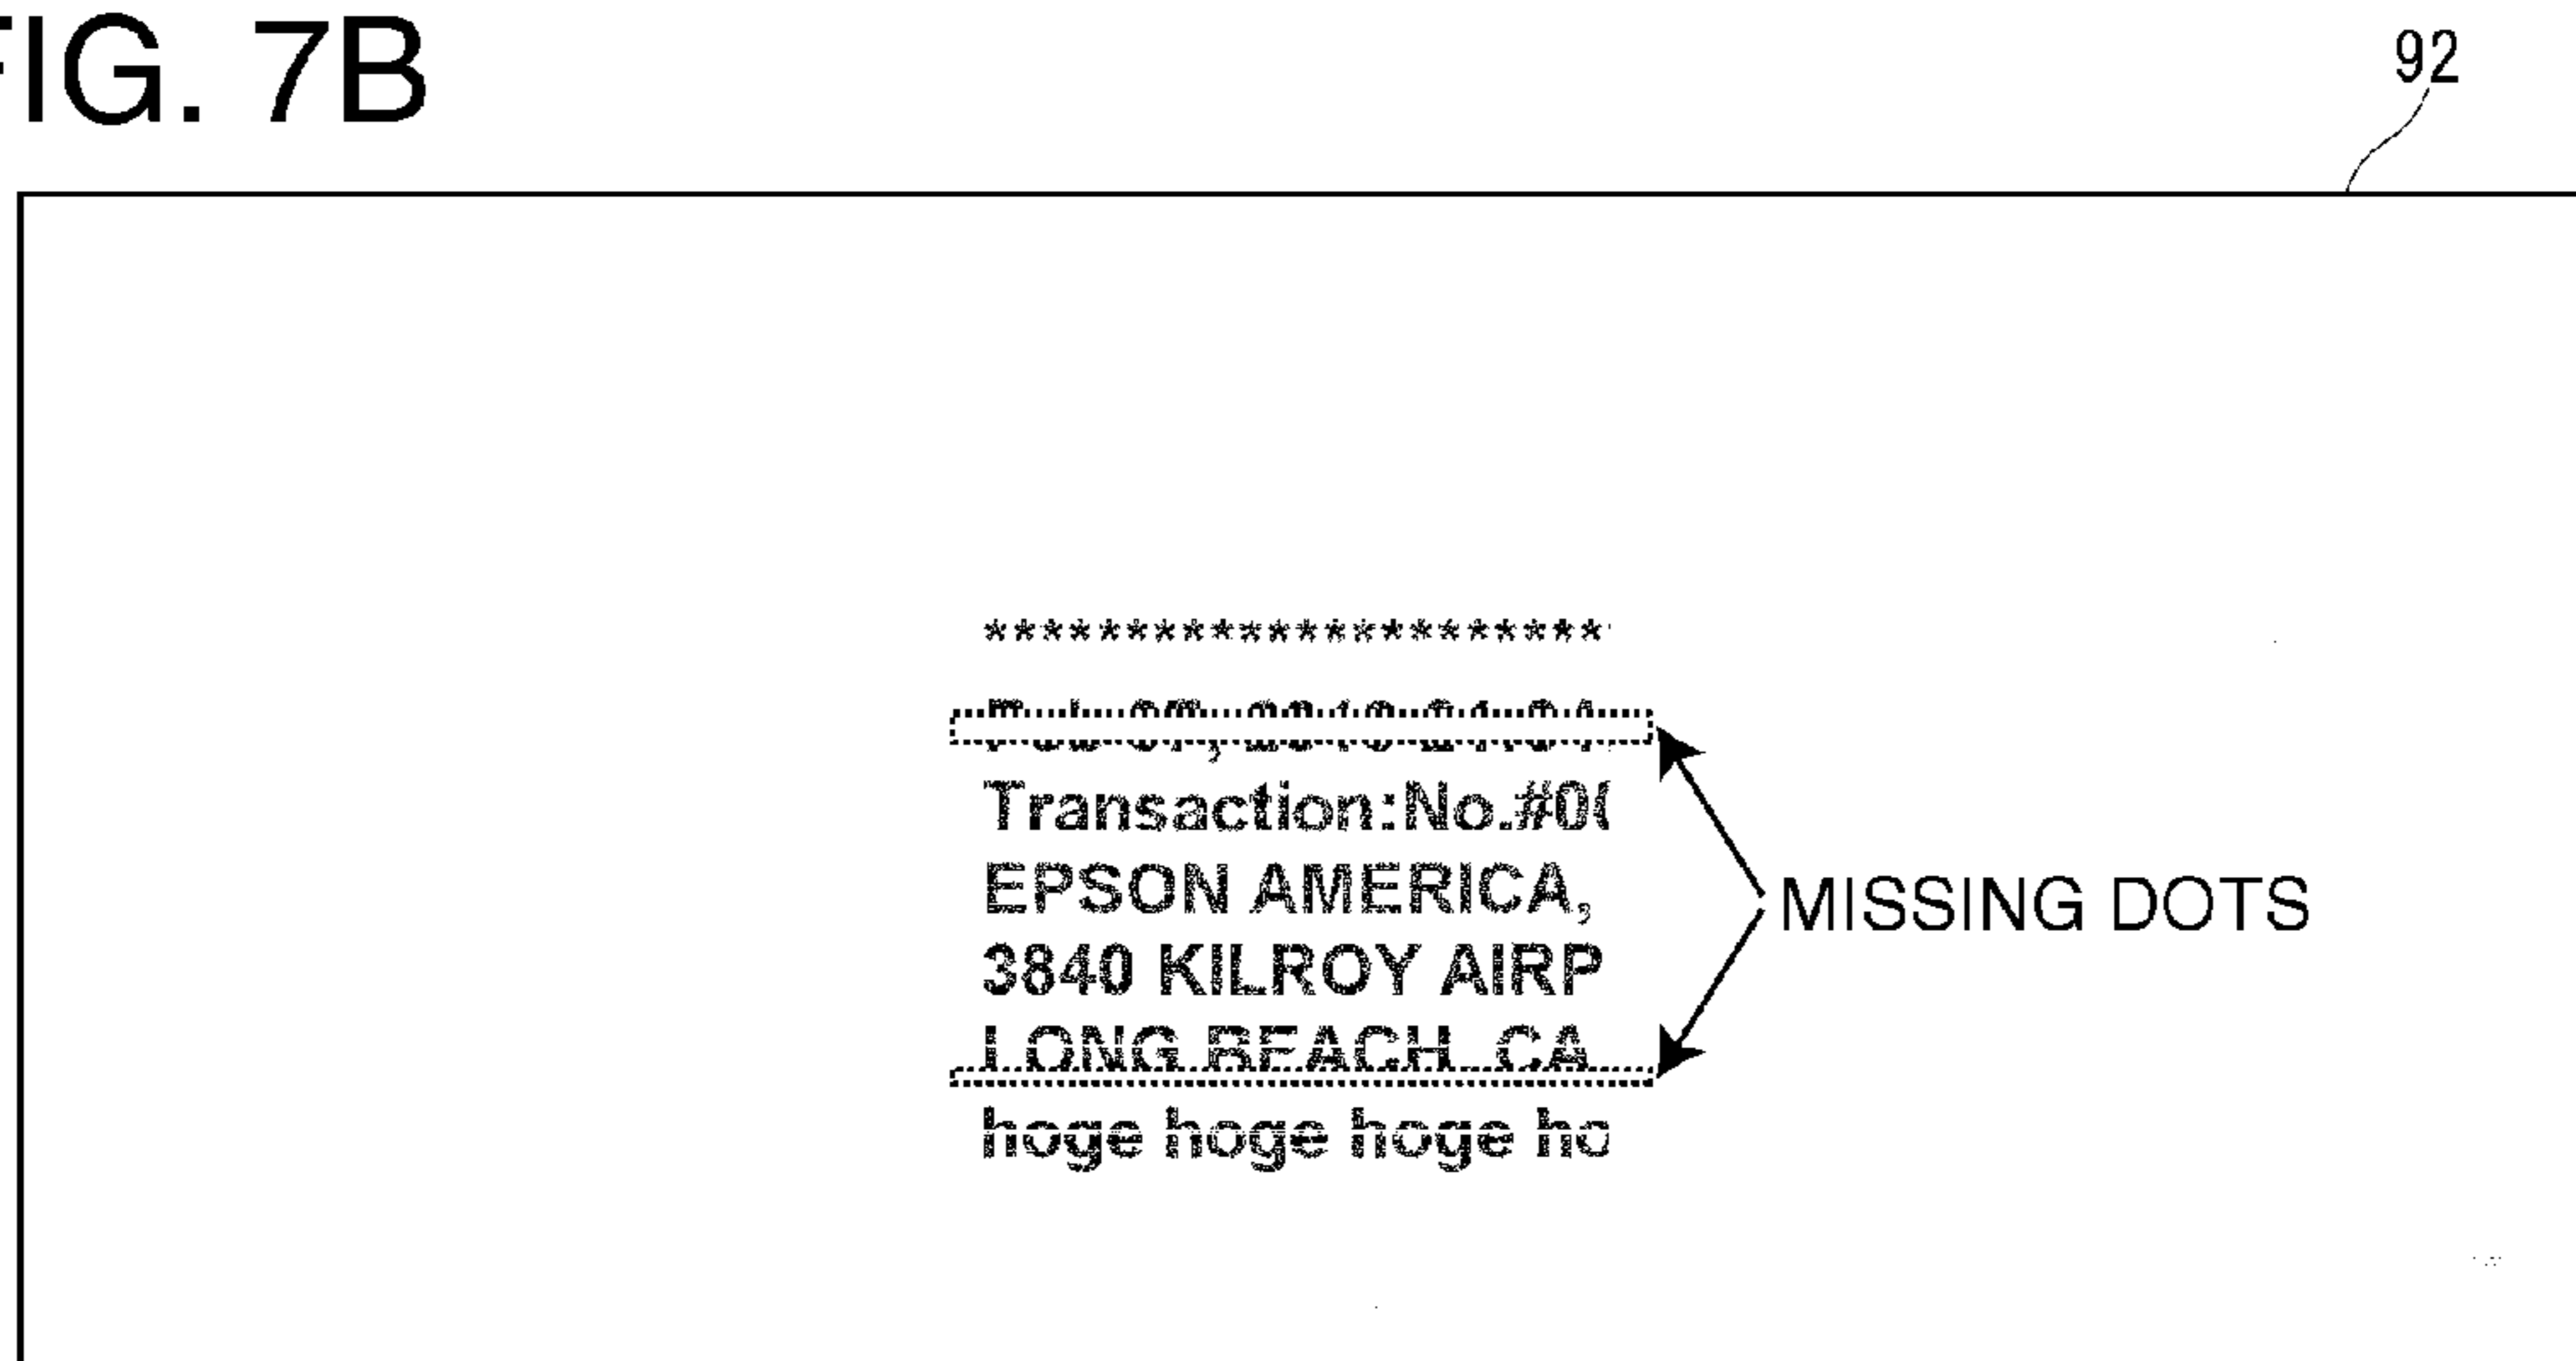 FIG. 7B
92
**********************
Transaction:No.#0
EPSON AMERICA,
3840 KILROY AIRP
LONG BEACH, CA
hoge hoge hoge ho
MISSING DOTS